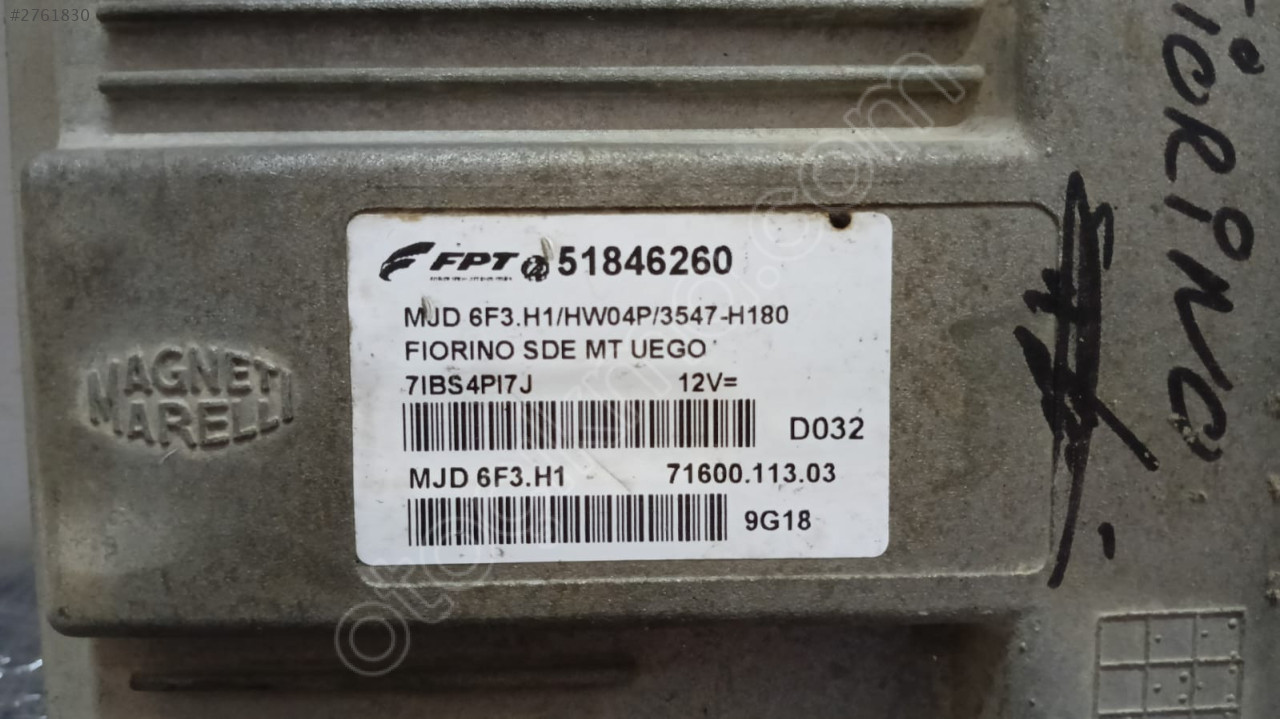 #2761830
FPT 51846260
MJD 6F3.H1/HW04P/3547-H180
FIORINO SDE MT UEGO
7IBS4PI7J 12V=
D032
MJD 6F3.H1 71600.113.03
9G18
MAGNETI
MARELLI
FiORiNO